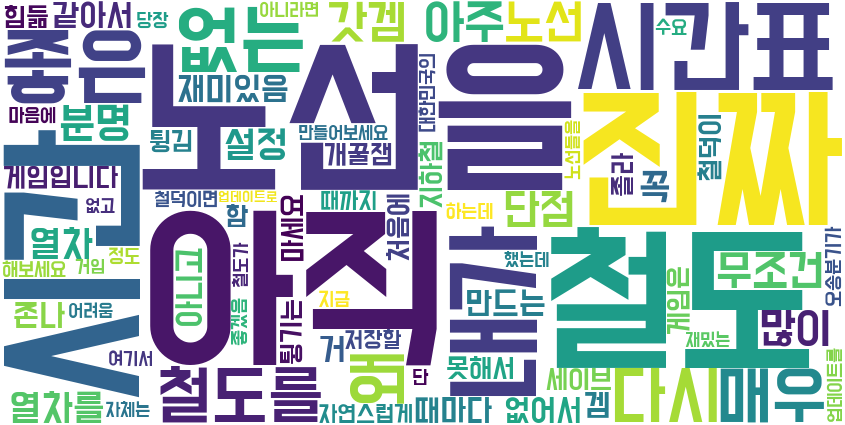 힘듦 같아서 당장 없는 아니라면 갓겜 아주 노선 시간표 수요
좋은 재미있음 노선을 대한민국인 진짜
마음에 분명 튕김 설정 만들어보세요 개꿀잼 지하철 노선들을 졸라 꼭 철덕이
게임입니다 없고 철덕이면 업데이트로 때까지 처음에 하는데 단점
간 열차 함 마세요 아직 내가 철도 무조건
해보세요 거임 정도 아니고 철도가 좋겠음 지금 했는데 게임은 오송분기가
존나 어려움 튕기는 만드는 많이
여기서 거 저장할 못해서 재밌는
열차를 자체는 철도를 왜 단 세이브 다시 매우 업데이트를
자연스럽게 때마다 없어서 겜